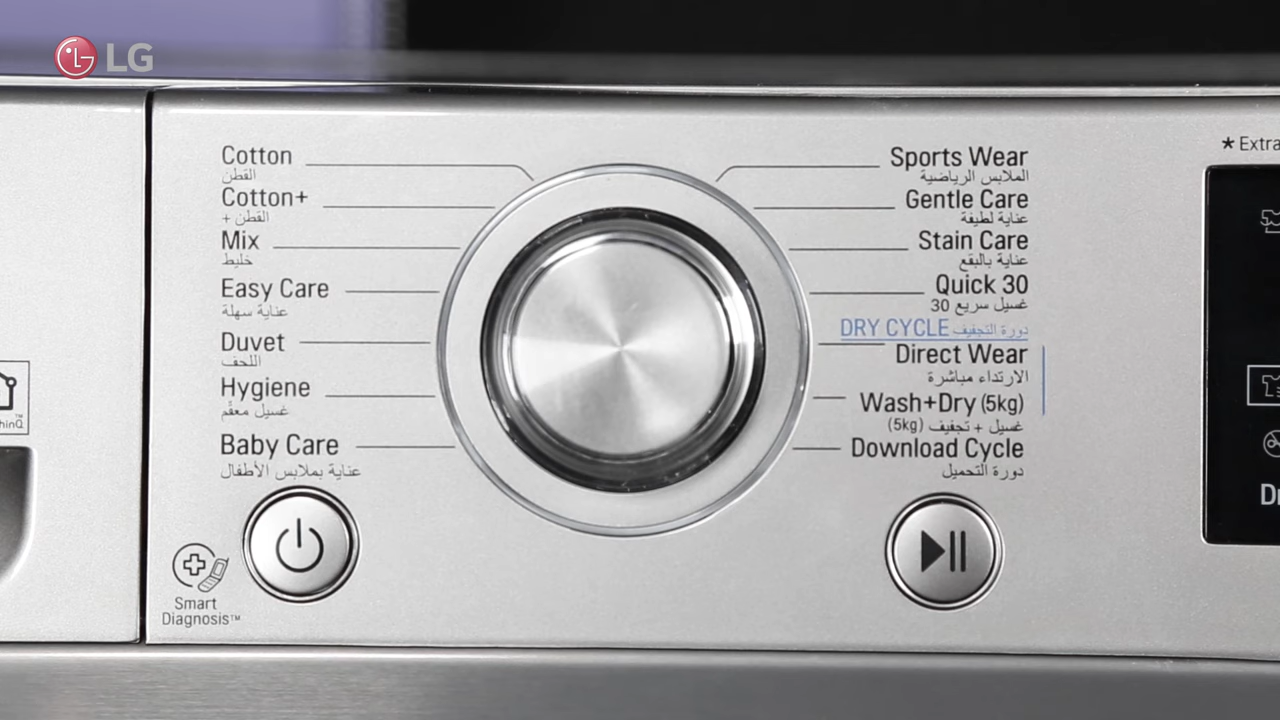 LG
Cotton
القطن
Cotton+
القطن +
Mix
خليط
Easy Care
عناية سهلة
Duvet
اللحف
Hygiene
غسيل معقّم
Baby Care
عناية بملابس الأطفال
Smart
Diagnosis™
Sports Wear
الملابس الرياضية
Gentle Care
عناية لطيفة
Stain Care
عناية بالبقع
Quick 30
غسيل سريع 30
DRY CYCLE دورة التجفيف
Direct Wear
الارتداء مباشرة
Wash+Dry (5kg)
غسيل + تجفيف (5kg)
Download Cycle
دورة التحميل
* Extra